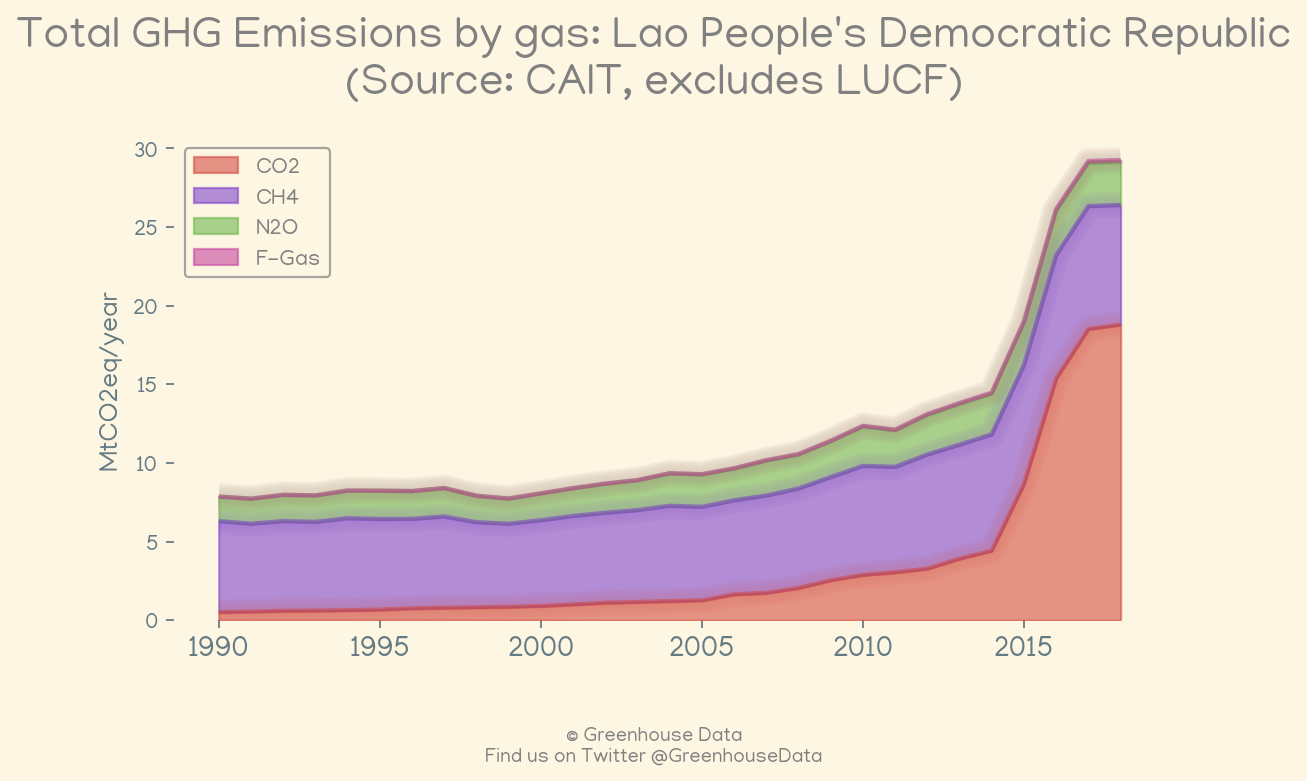 Total GHG Emissions by gas: Lao People's Democratic Republic
(Source: CAIT, excludes LUCF)
30
25
20
15
10
5
0
MtCO2eq/year
CO2
CH4
N2O
F-Gas
1990 1995 2000 2005 2010 2015
© Greenhouse Data
Find us on Twitter @GreenhouseData